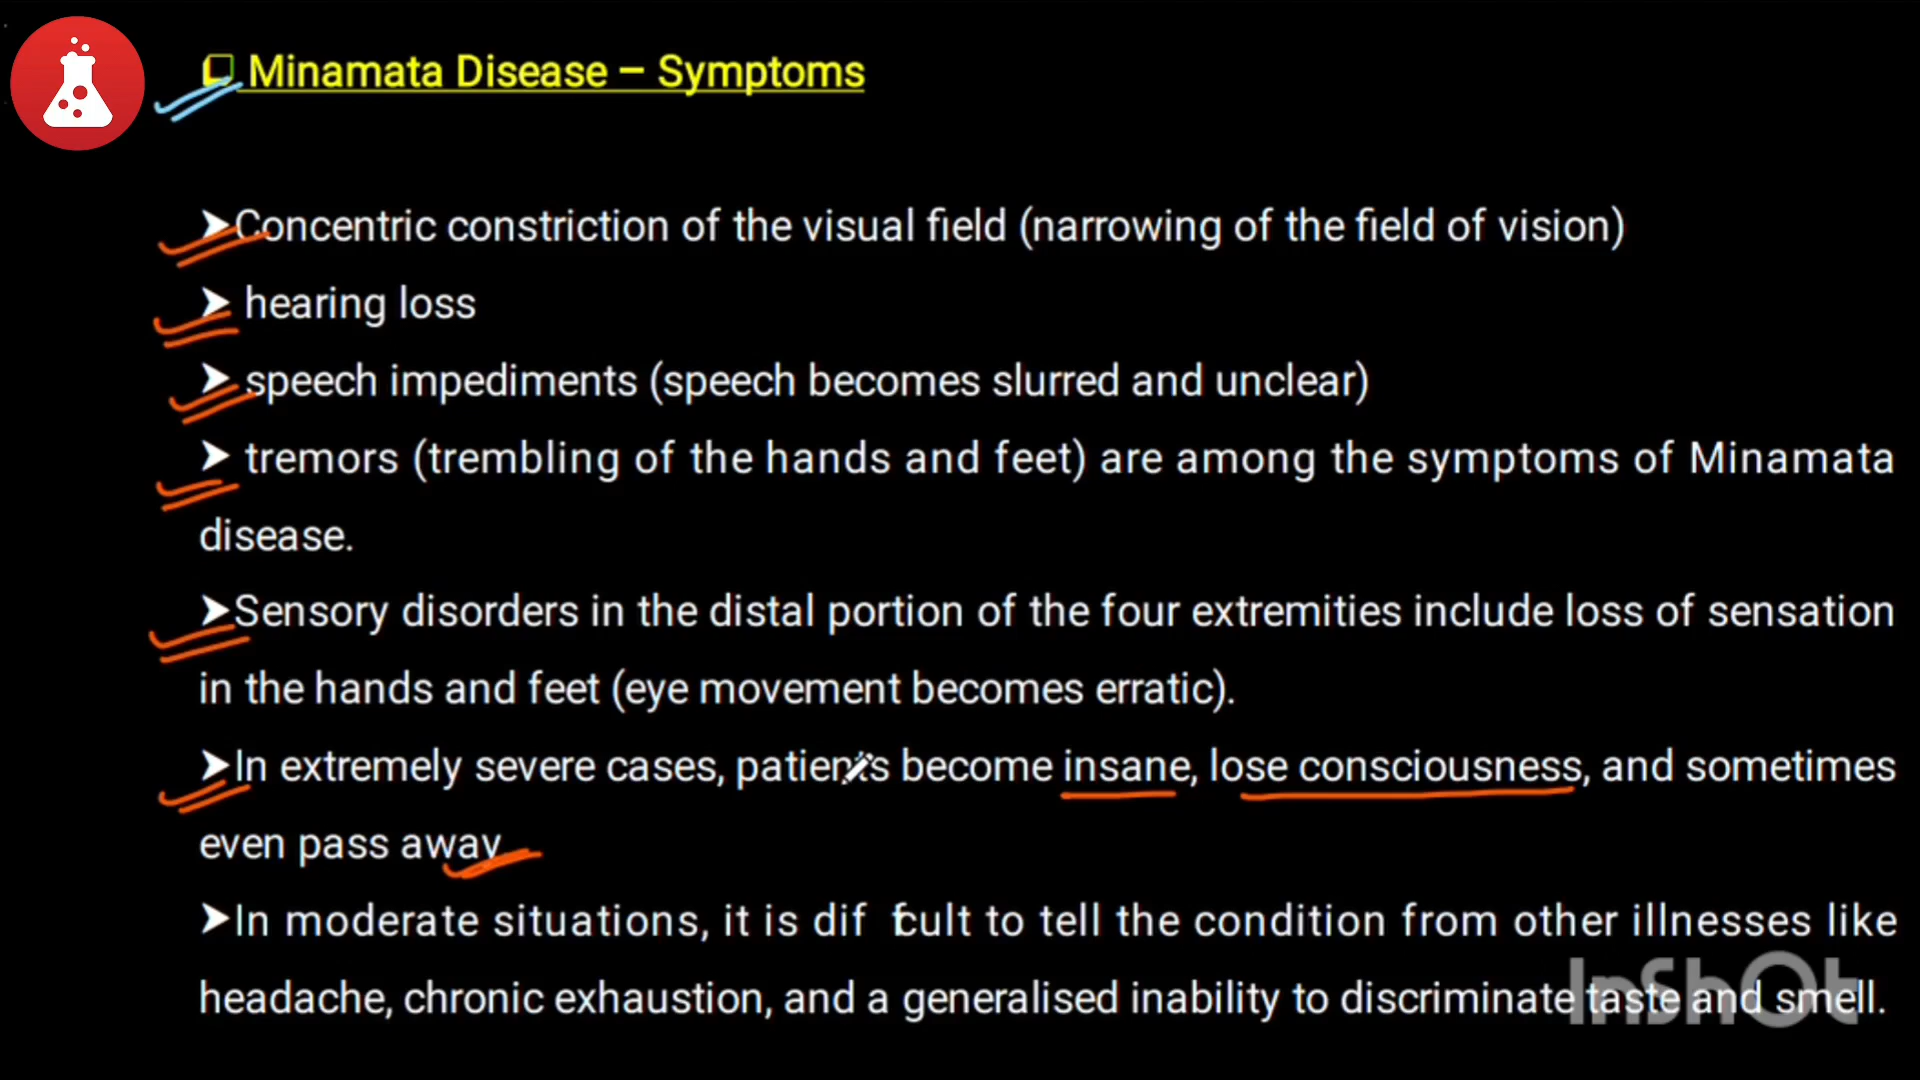 ❑ Minamata Disease – Symptoms
➤Concentric constriction of the visual field (narrowing of the field of vision)
➤ hearing loss
➤ speech impediments (speech becomes slurred and unclear)
➤ tremors (trembling of the hands and feet) are among the symptoms of Minamata
disease.
➤Sensory disorders in the distal portion of the four extremities include loss of sensation
in the hands and feet (eye movement becomes erratic).
➤In extremely severe cases, patients become insane, lose consciousness, and sometimes
even pass away
➤In moderate situations, it is dif fcult to tell the condition from other illnesses like
headache, chronic exhaustion, and a generalised inability to discriminate taste and smell.
InShOt